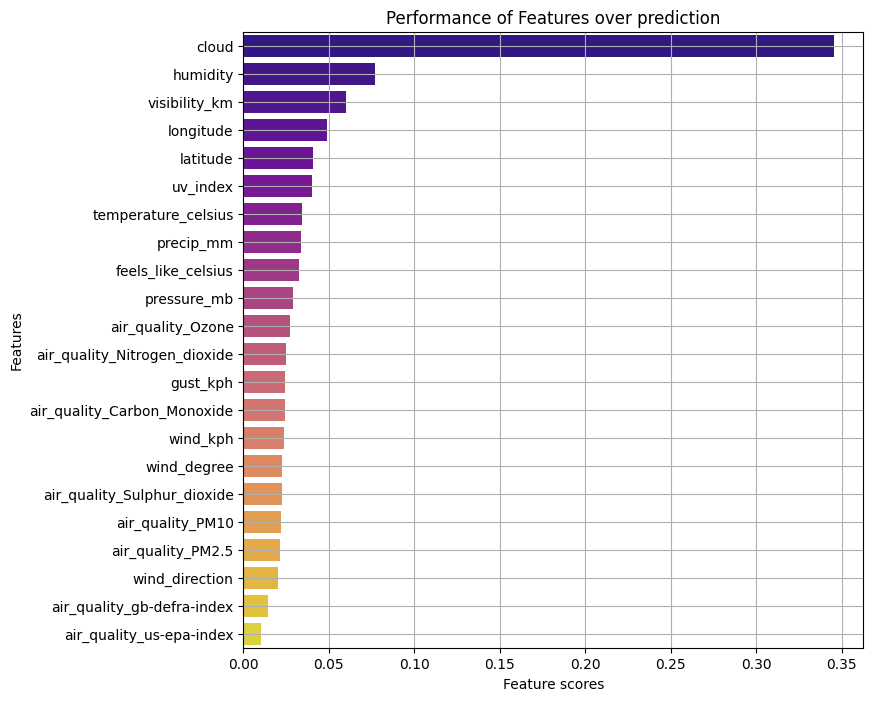 Performance of Features over prediction
Features
cloud
humidity
visibility_km
longitude
latitude
uv_index
temperature_celsius
precip_mm
feels_like_celsius
pressure_mb
air_quality_Ozone
air_quality_Nitrogen_dioxide
gust_kph
air_quality_Carbon_Monoxide
wind_kph
wind_degree
air_quality_Sulphur_dioxide
air_quality_PM10
air_quality_PM2.5
wind_direction
air_quality_gb-defra-index
air_quality_us-epa-index
0.00 0.05 0.10 0.15 0.20 0.25 0.30 0.35
Feature scores